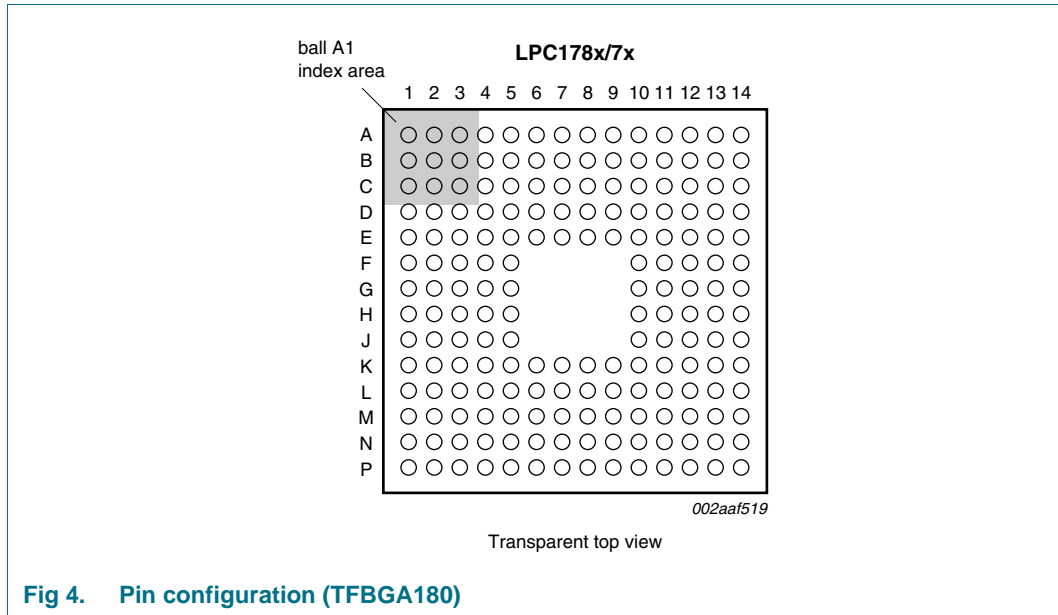 ball A1
index area
LPC178x/7x
1 2 3 4 5 6 7 8 9 10 11 12 13 14
A
B
C
D
E
F
G
H
J
K
L
M
N
P
002aaf519
Transparent top view
Fig 4. Pin configuration (TFBGA180)